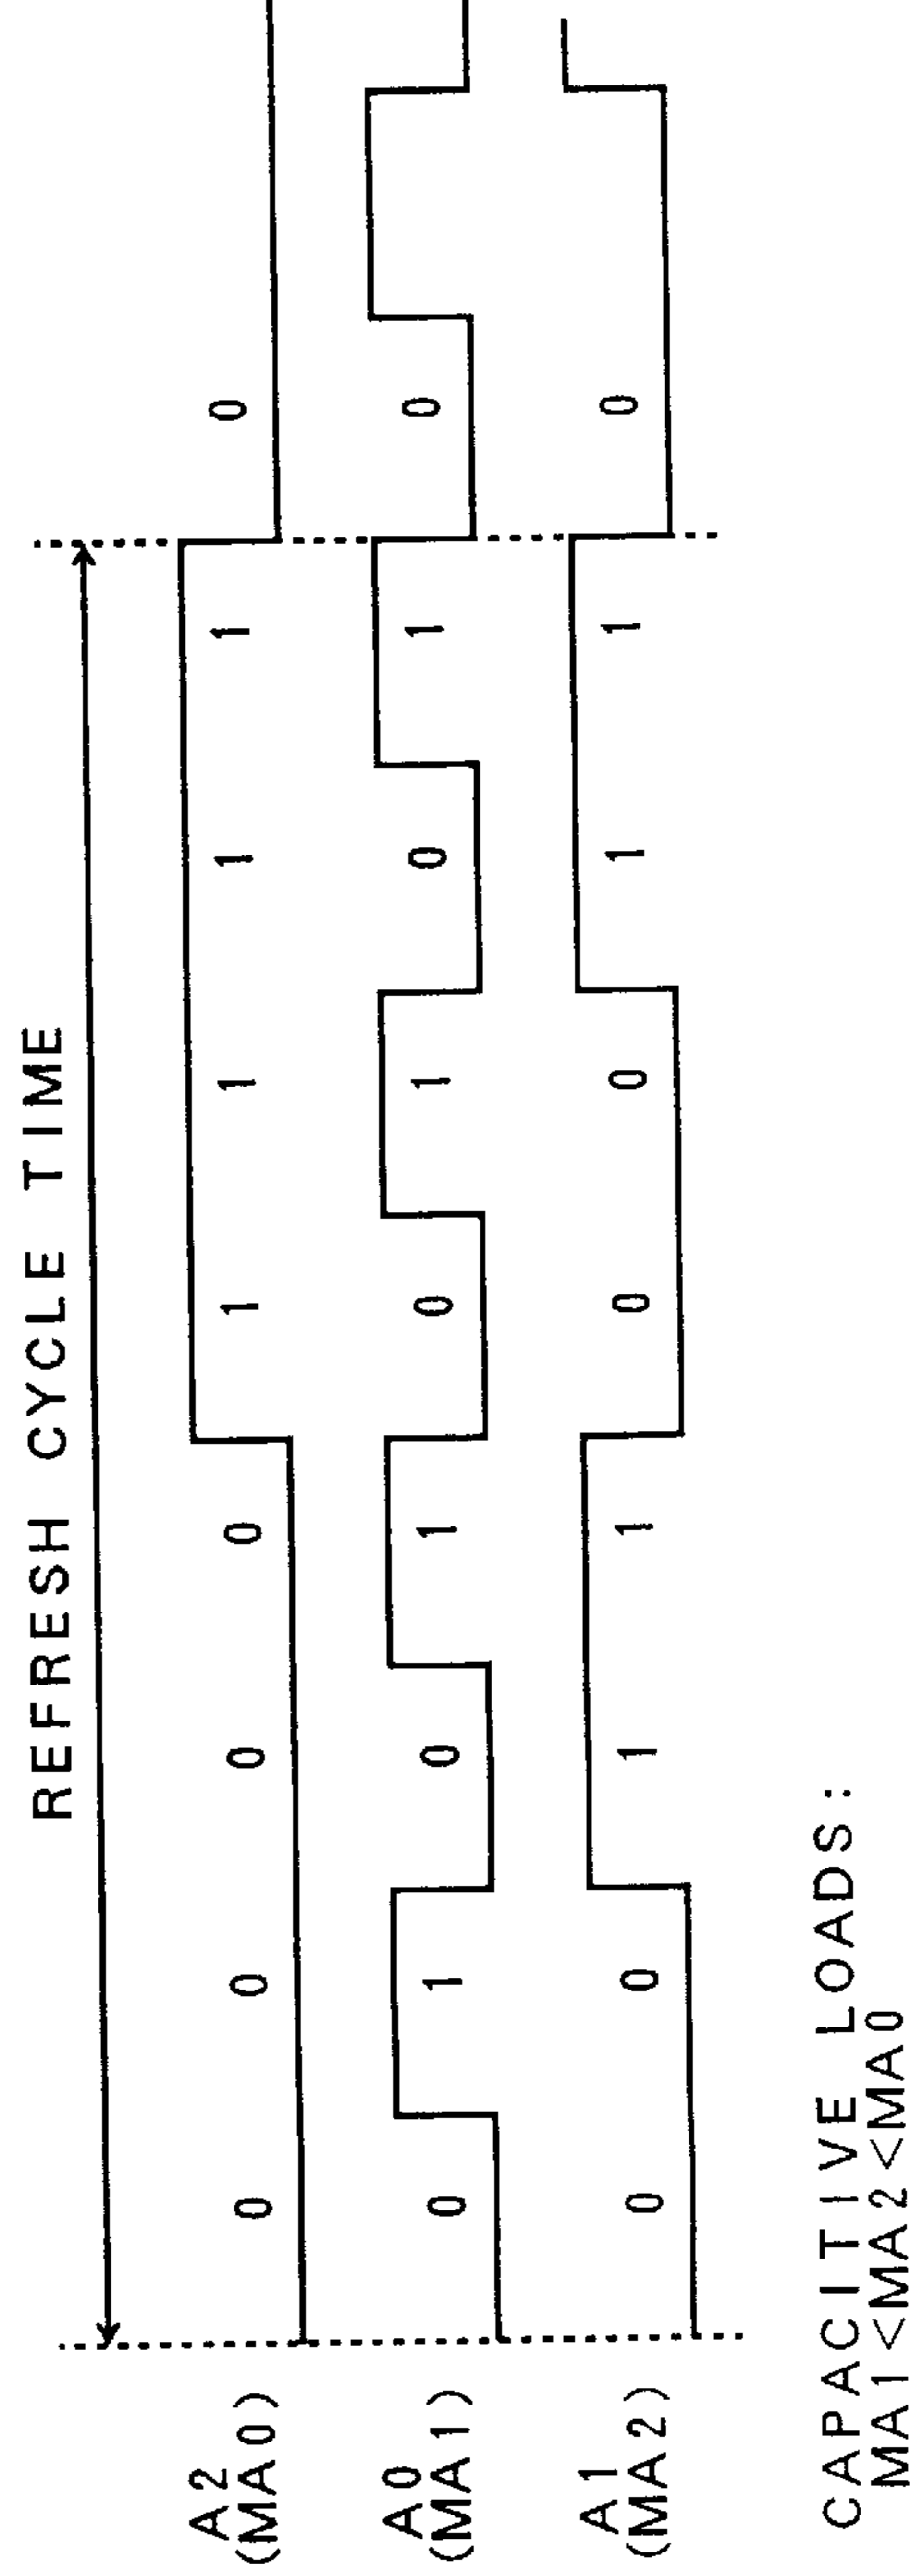 REFRESH CYCLE TIME
A2 0 0 0 0 1 1 1 1 0
(MA0)
A0 0 1 0 1 0 1 0 1 0
(MA1)
A1 0 0 1 1 0 0 1 1 0
(MA2)
CAPACITIVE LOADS:
MA1<MA2<MA0